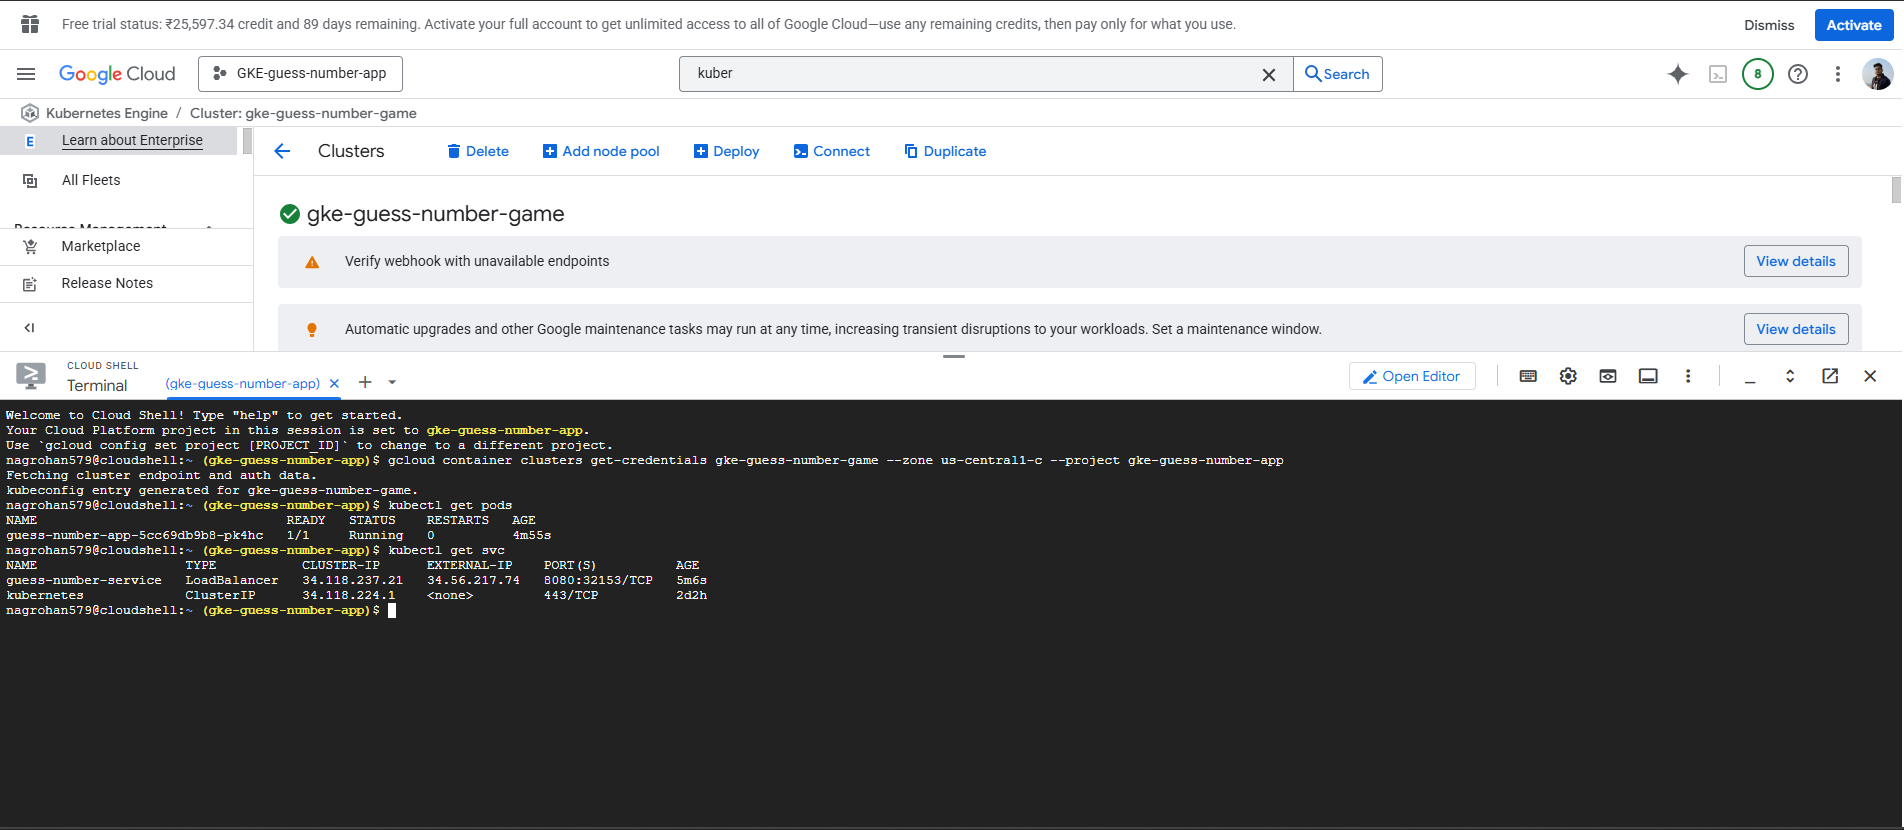 Free trial status: ₹25,597.34 credit and 89 days remaining. Activate your full account to get unlimited access to all of Google Cloud—use any remaining credits, then pay only for what you use.
Dismiss
Activate
Google Cloud
GKE-guess-number-app
kuber
Search
8
Kubernetes Engine / Cluster: gke-guess-number-game
E Learn about Enterprise
All Fleets
Resource Management
Marketplace
Release Notes
Clusters
Delete
Add node pool
Deploy
Connect
Duplicate
gke-guess-number-game
Verify webhook with unavailable endpoints
View details
Automatic upgrades and other Google maintenance tasks may run at any time, increasing transient disruptions to your workloads. Set a maintenance window.
View details
CLOUD SHELL
Terminal
(gke-guess-number-app)
Open Editor
Welcome to Cloud Shell! Type "help" to get started.
Your Cloud Platform project in this session is set to gke-guess-number-app.
Use `gcloud config set project [PROJECT_ID]` to change to a different project.
nagrohan579@cloudshell:~ (gke-guess-number-app)$ gcloud container clusters get-credentials gke-guess-number-game --zone us-central1-c --project gke-guess-number-app
Fetching cluster endpoint and auth data.
kubeconfig entry generated for gke-guess-number-game.
nagrohan579@cloudshell:~ (gke-guess-number-app)$ kubectl get pods
NAME READY STATUS RESTARTS AGE
guess-number-app-5cc69db9b8-pk4hc 1/1 Running 0 4m55s
nagrohan579@cloudshell:~ (gke-guess-number-app)$ kubectl get svc
NAME TYPE CLUSTER-IP EXTERNAL-IP PORT(S) AGE
guess-number-service LoadBalancer 34.118.237.21 34.56.217.74 8080:32153/TCP 5m6s
kubernetes ClusterIP 34.118.224.1 <none> 443/TCP 2d2h
nagrohan579@cloudshell:~ (gke-guess-number-app)$